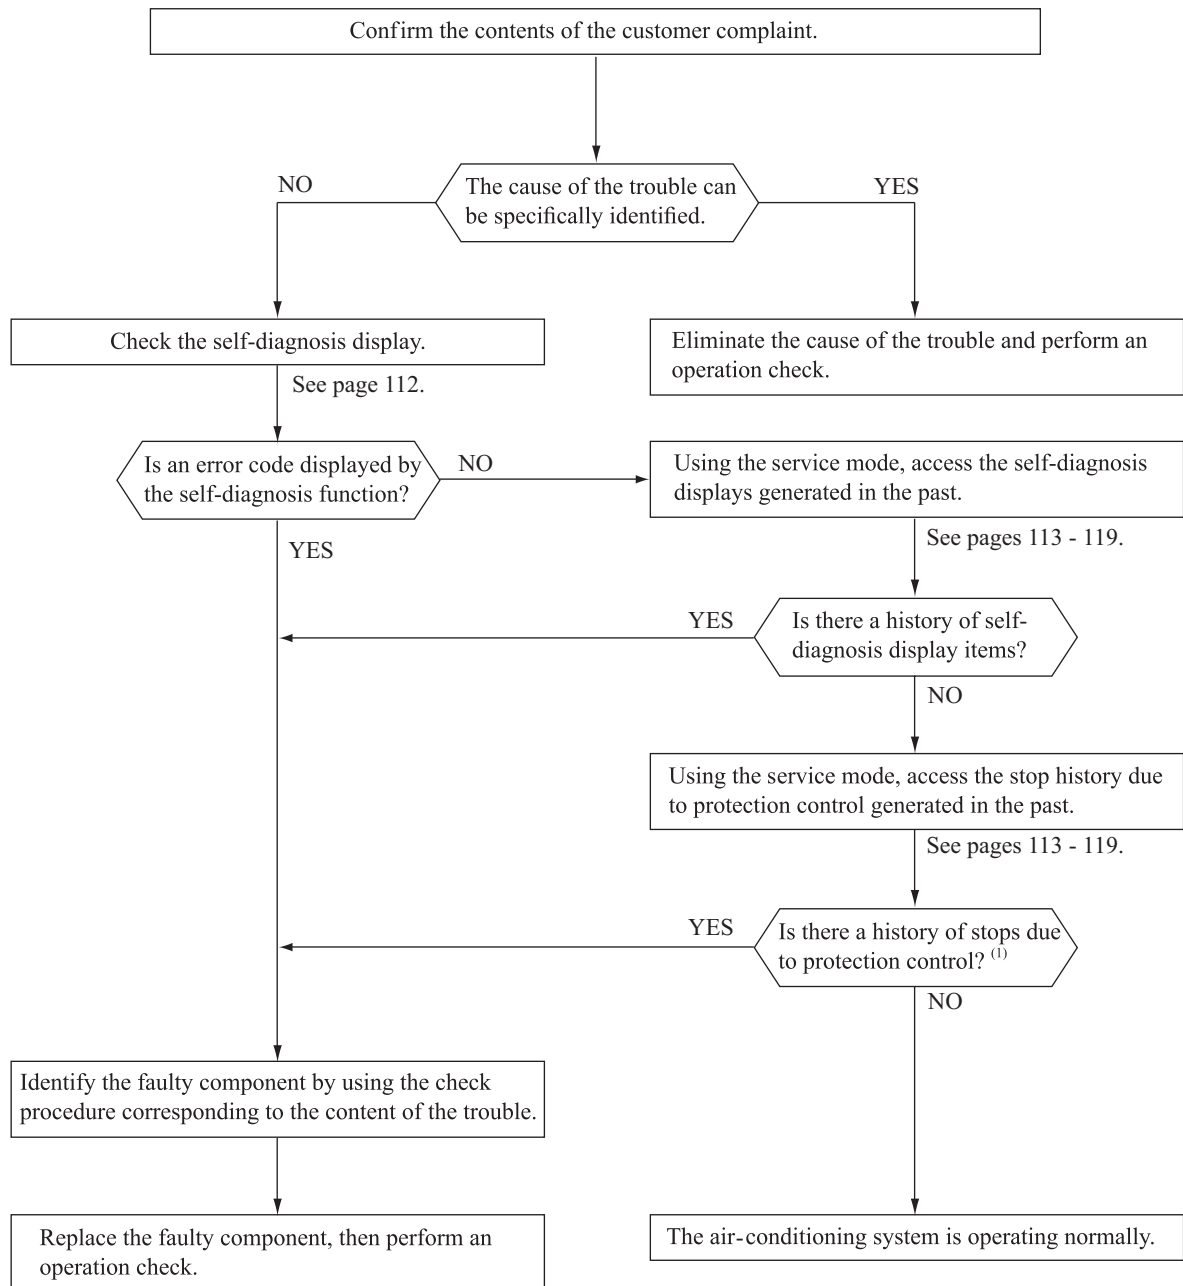 Confirm the contents of the customer complaint.
NO
The cause of the trouble can
be specifically identified.
YES
Check the self-diagnosis display.
See page 112.
Eliminate the cause of the trouble and perform an
operation check.
Is an error code displayed by
the self-diagnosis function?
NO
YES
Using the service mode, access the self-diagnosis
displays generated in the past.
See pages 113 - 119.
YES
Is there a history of self-
diagnosis display items?
NO
Using the service mode, access the stop history due
to protection control generated in the past.
See pages 113 - 119.
YES
Is there a history of stops due
to protection control? (1)
NO
Identify the faulty component by using the check
procedure corresponding to the content of the trouble.
Replace the faulty component, then perform an
operation check.
The air-conditioning system is operating normally.